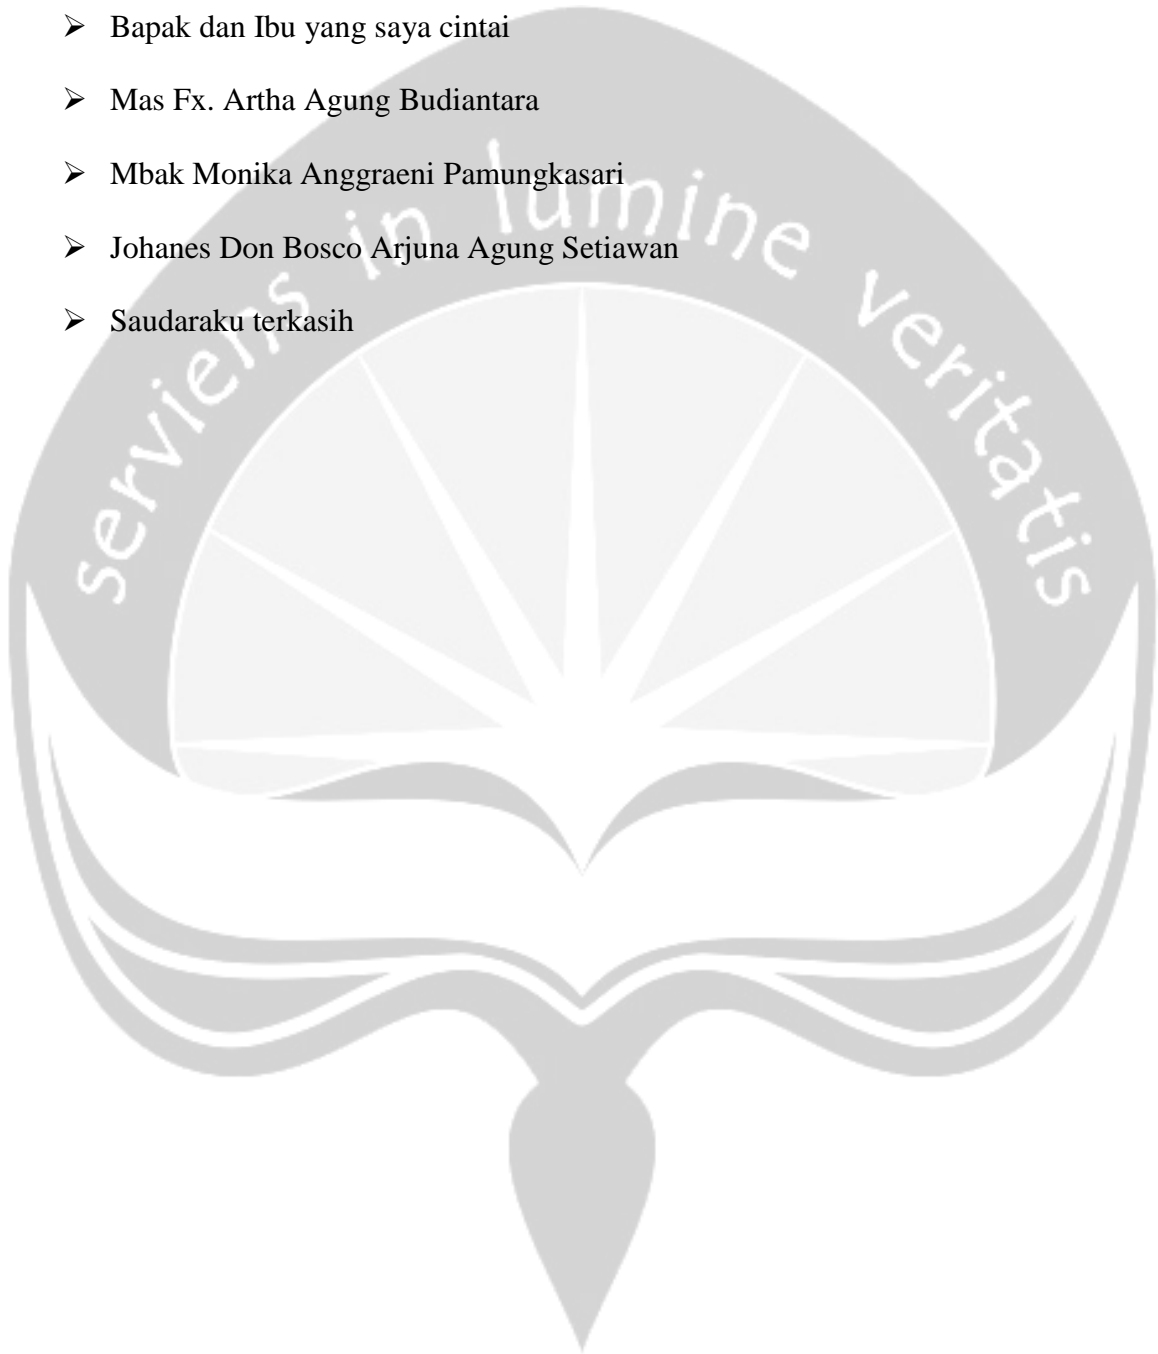 ➢ Bapak dan Ibu yang saya cintai
➢ Mas Fx. Artha Agung Budiantara
➢ Mbak Monika Anggraeni Pamungkasari
➢ Johanes Don Bosco Arjuna Agung Setiawan
➢ Saudaraku terkasih
serviens in lumine veritatis